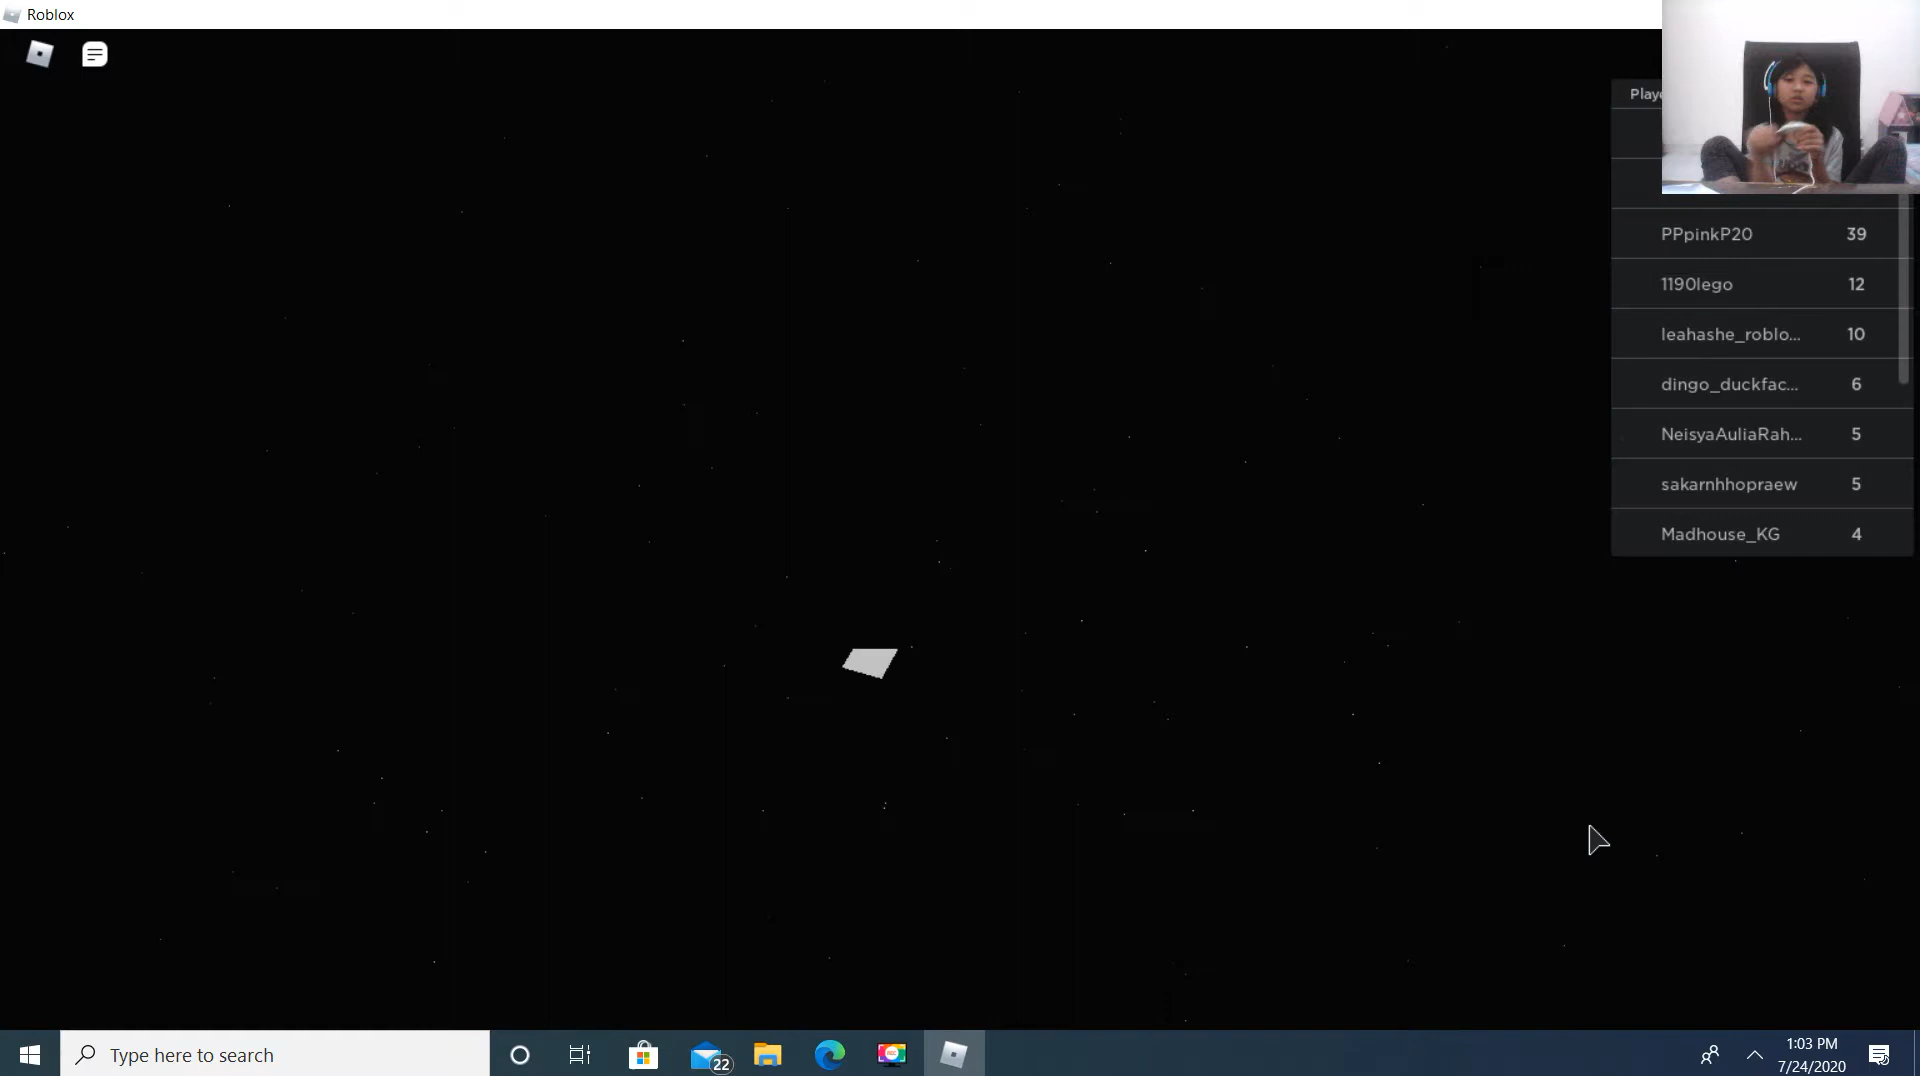 Roblox
Playe
PPpinkP20 39
1190lego 12
leahashe_roblo... 10
dingo_duckfac... 6
NeisyaAuliaRah... 5
sakarnhhopraew 5
Madhouse_KG 4
Type here to search
22
1:03 PM
7/24/2020